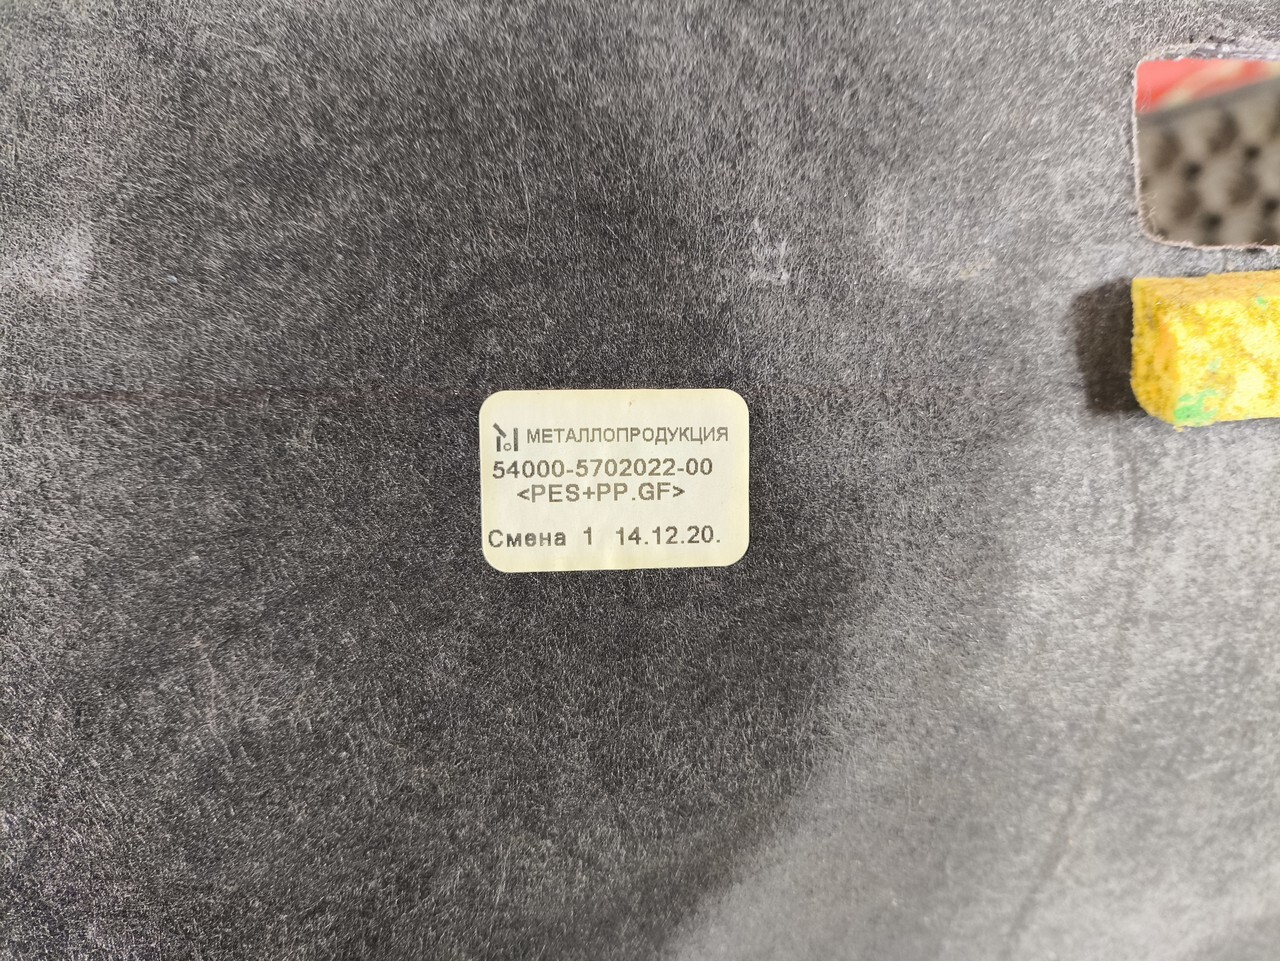 МЕТАЛЛОПРОДУКЦИЯ
54000-5702022-00
<PES+PP.GF>
Смена 1 14.12.20.